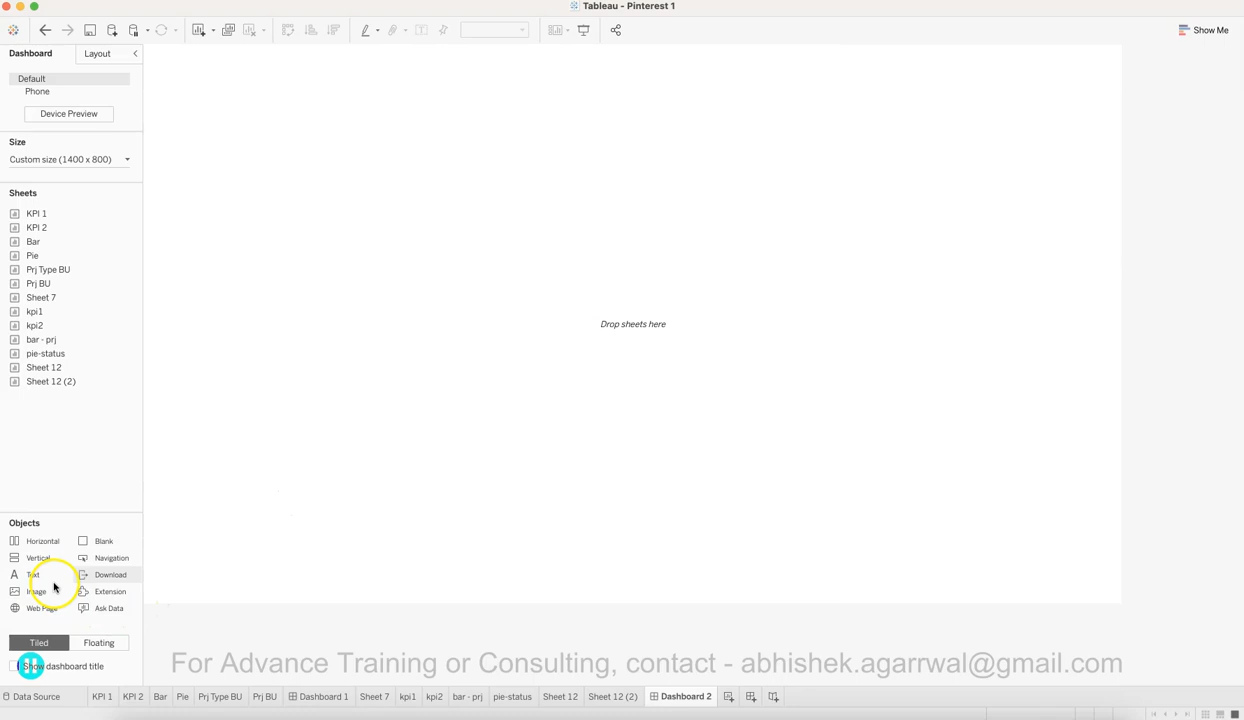 Tableau - Pinterest 1
Show Me
Dashboard
Layout
Default
Phone
Device Preview
Size
Custom size (1400 x 800)
Sheets
KPI 1
KPI 2
Bar
Pie
Prj Type BU
Prj BU
Sheet 7
kpi1
kpi2
bar - prj
pie-status
Sheet 12
Sheet 12 (2)
Drop sheets here
Objects
Horizontal Blank
Vertical Navigation
Text Download
Image Extension
Web Page Ask Data
Tiled Floating
Show dashboard title
For Advance Training or Consulting, contact - abhishek.agarrwal@gmail.com
Data Source KPI 1 KPI 2 Bar Pie Prj Type BU Prj BU Dashboard 1 Sheet 7 kpi1 kpi2 bar - prj pie-status Sheet 12 Sheet 12 (2) Dashboard 2